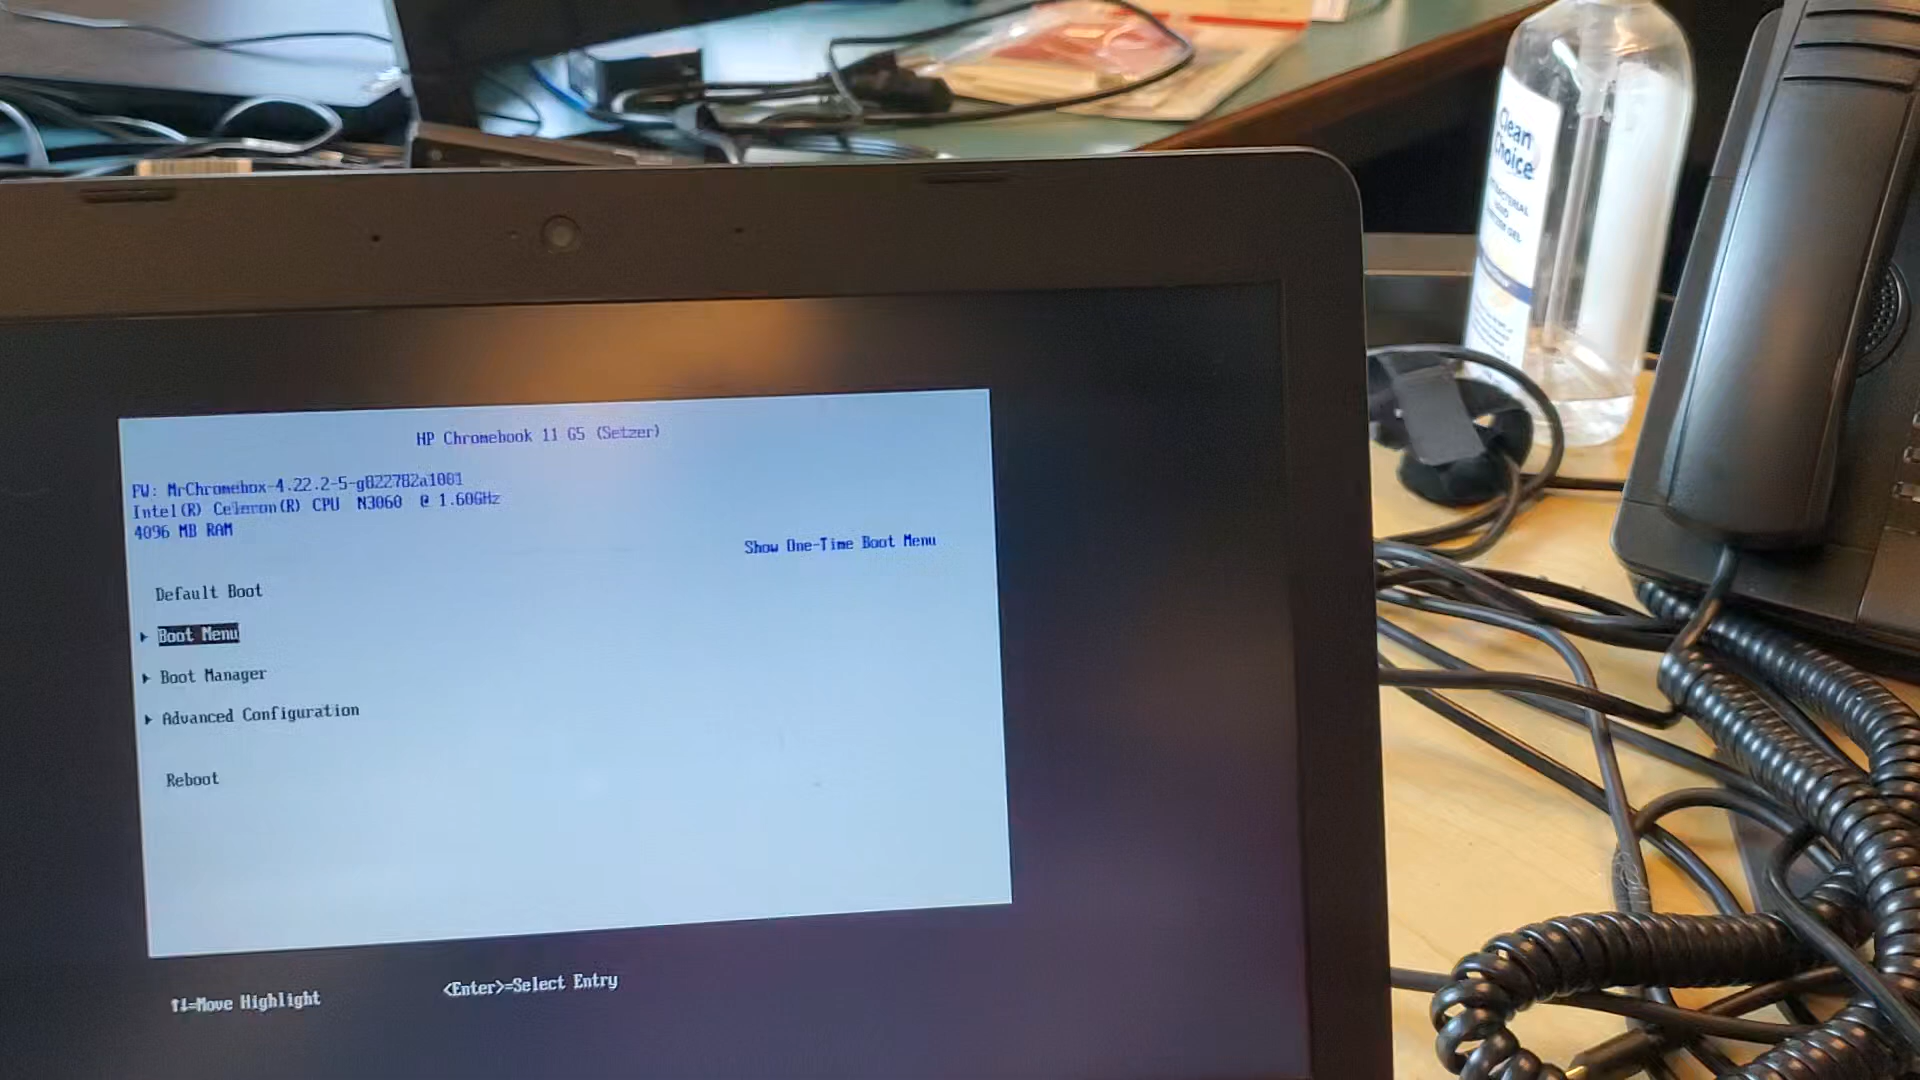 Clean
Choice
HP Chromebook 11 G5 (Setzer)
FW: MrChromebox-4.22.2-5-g022782a1001
Intel(R) Celeron(R) CPU N3060 @ 1.60GHz
4096 MB RAM
Show One-Time Boot Menu
Default Boot
Boot Menu
Boot Manager
Advanced Configuration
Reboot
↑↓=Move Highlight
<Enter>=Select Entry